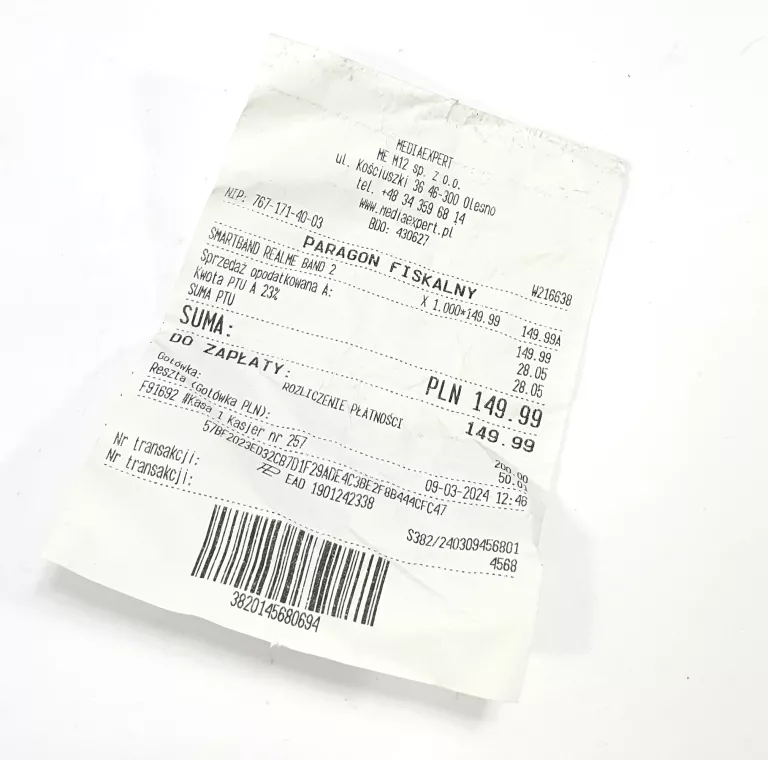 MEDIAEXPERT
ME M12 sp. z o.o.
ul. Kościuszki 36 46-300 Olesno
tel. +48 34 359 68 14
www.mediaexpert.pl
BDO: 430627
NIP: 767-171-40-03 W216638
PARAGON FISKALNY
SMARTBAND REALME BAND 2 X 1.000*149.99 149.99A
Sprzedaż opodatkowana A: 149.99
Kwota PTU A 23% 28.05
SUMA PTU 28.05
SUMA: PLN 149.99
DO ZAPŁATY: 149.99
ROZLICZENIE PŁATNOŚCI
Gotówka: 200.00
Reszta (Gotówka PLN): 50.01
F91692 #Kasa 1 Kasjer nr 257 09-03-2024 12:46
57BF2023ED32CB7D1F29ADE4C3BE2F8B444CFC47
EAD 1901242338
Nr transakcji: S382/240309456801
Nr transakcji: 4568
3820145680694